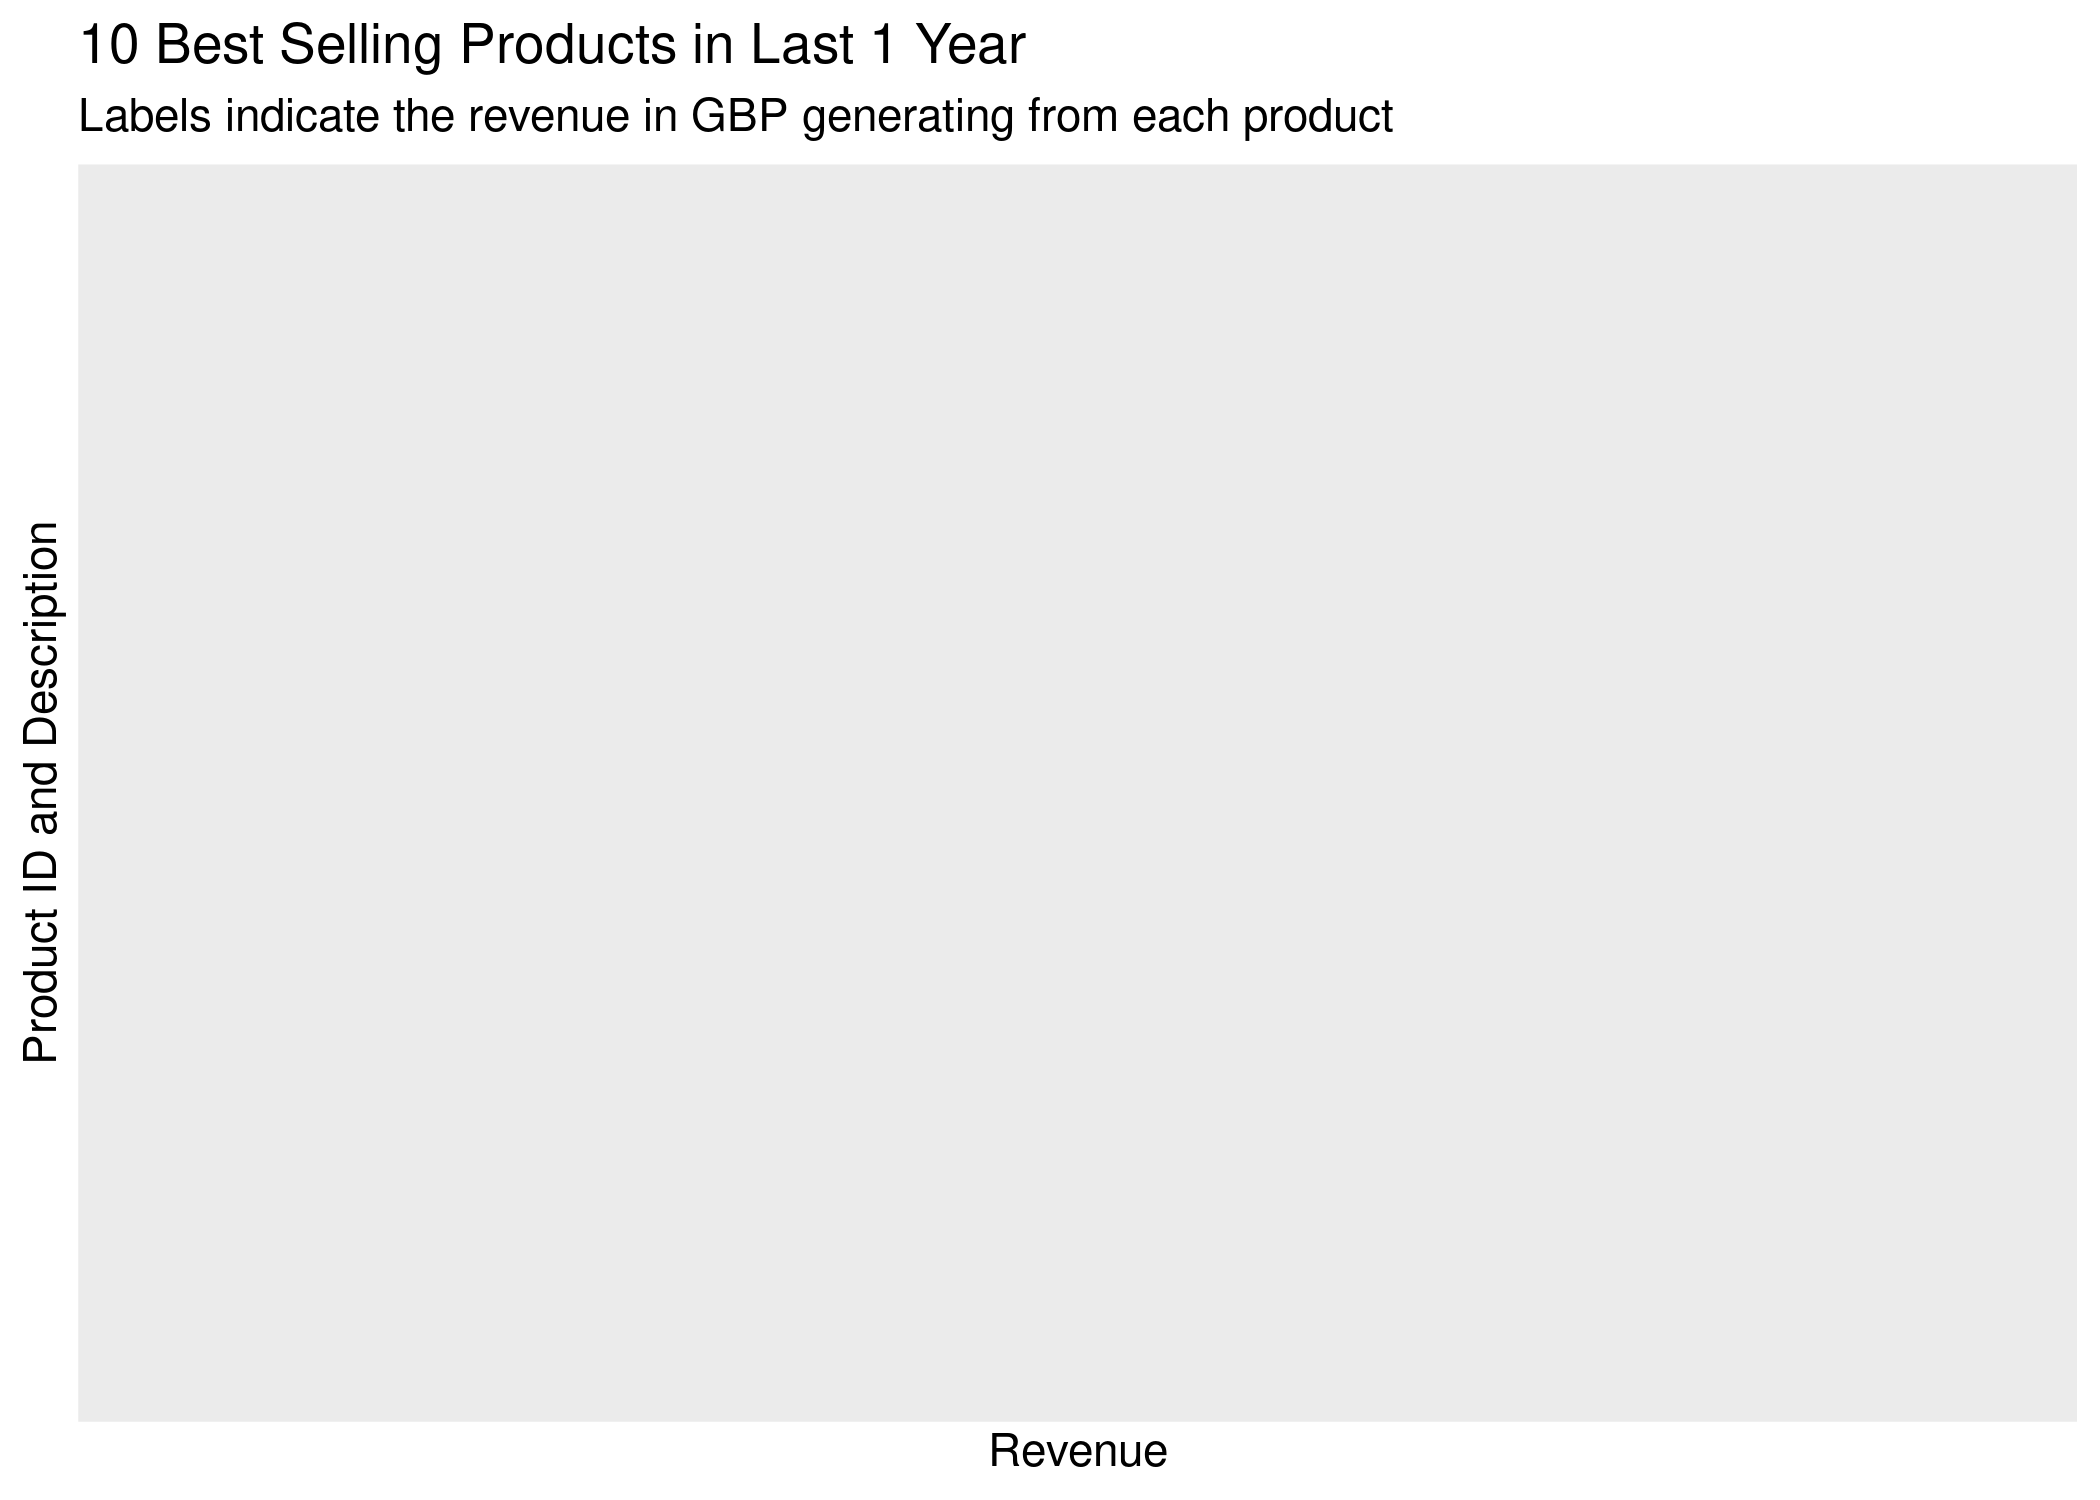 10 Best Selling Products in Last 1 Year
Labels indicate the revenue in GBP generating from each product
Product ID and Description
Revenue